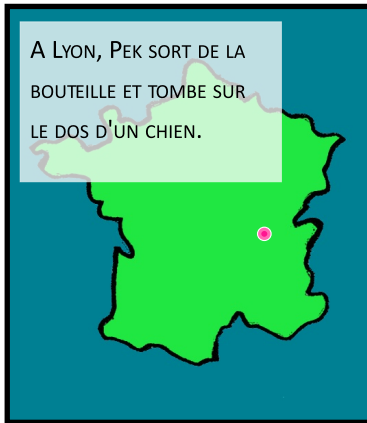 A Lyon, Pek sort de la
bouteille et tombe sur
le dos d'un chien.